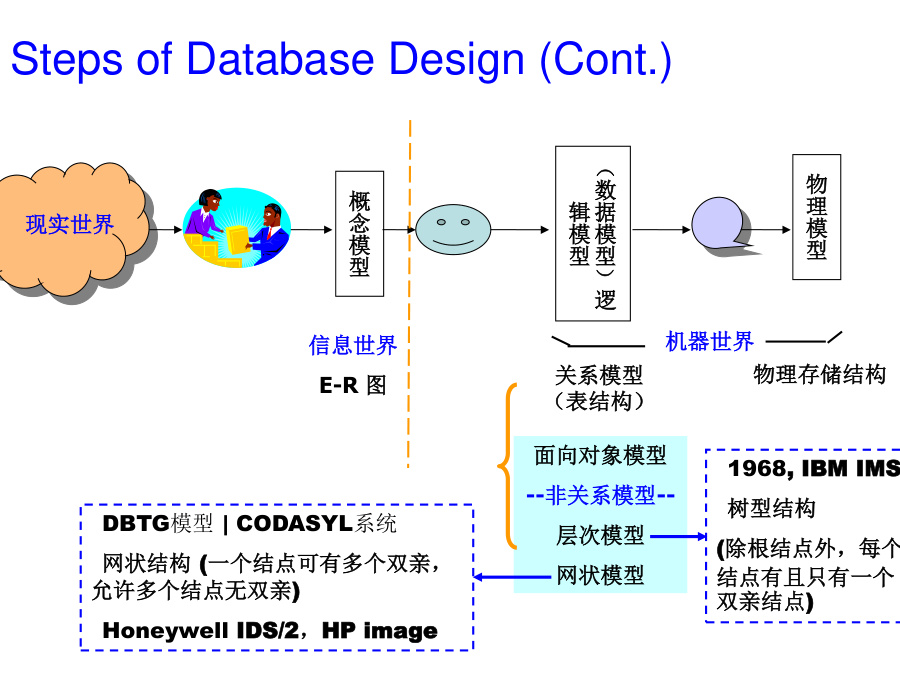 Steps of Database Design (Cont.)
现实世界
概念模型
（数据模型）逻
辑模型
物理模型
信息世界
E-R 图
机器世界
关系模型
（表结构）
物理存储结构
面向对象模型
--非关系模型--
层次模型
网状模型
1968, IBM IMS
树型结构
(除根结点外，每个
结点有且只有一个
双亲结点)
DBTG模型 | CODASYL系统
网状结构 (一个结点可有多个双亲，
允许多个结点无双亲)
Honeywell IDS/2，HP image